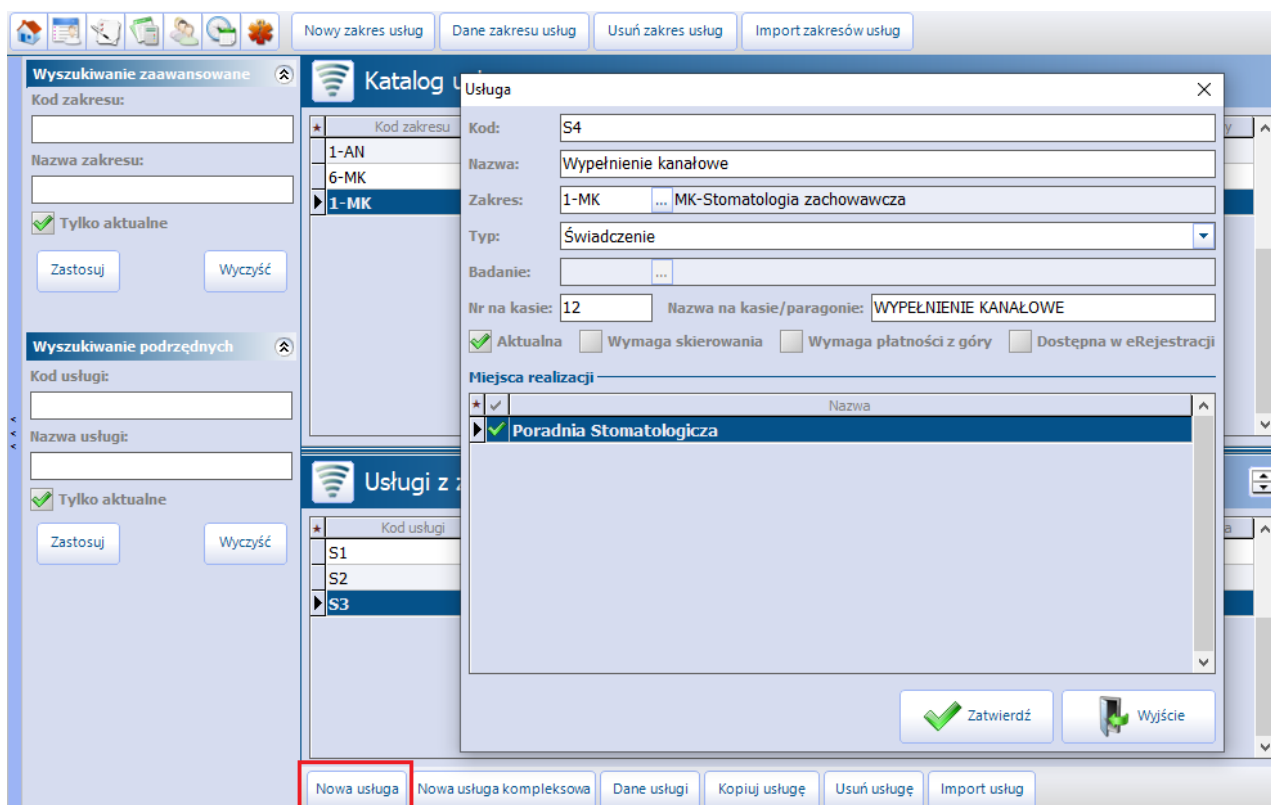 Nowy zakres usług
Dane zakresu usług
Usuń zakres usług
Import zakresów usług
Wyszukiwanie zaawansowane
Kod zakresu:
Nazwa zakresu:
Tylko aktualne
Zastosuj
Wyczyść
Wyszukiwanie podrzędnych
Kod usługi:
Nazwa usługi:
Tylko aktualne
Zastosuj
Wyczyść
Katalog
Kod zakresu
1-AN
6-MK
1-MK
Usługi z
Kod usługi
S1
S2
S3
Usługa
Kod: S4
Nazwa: Wypełnienie kanałowe
Zakres: 1-MK ... MK-Stomatologia zachowawcza
Typ: Świadczenie
Badanie: ...
Nr na kasie: 12 Nazwa na kasie/paragonie: WYPEŁNIENIE KANAŁOWE
Aktualna Wymaga skierowania Wymaga płatności z góry Dostępna w eRejestracji
Miejsca realizacji
Nazwa
Poradnia Stomatologicza
Zatwierdź
Wyjście
Nowa usługa
Nowa usługa kompleksowa
Dane usługi
Kopiuj usługę
Usuń usługę
Import usług